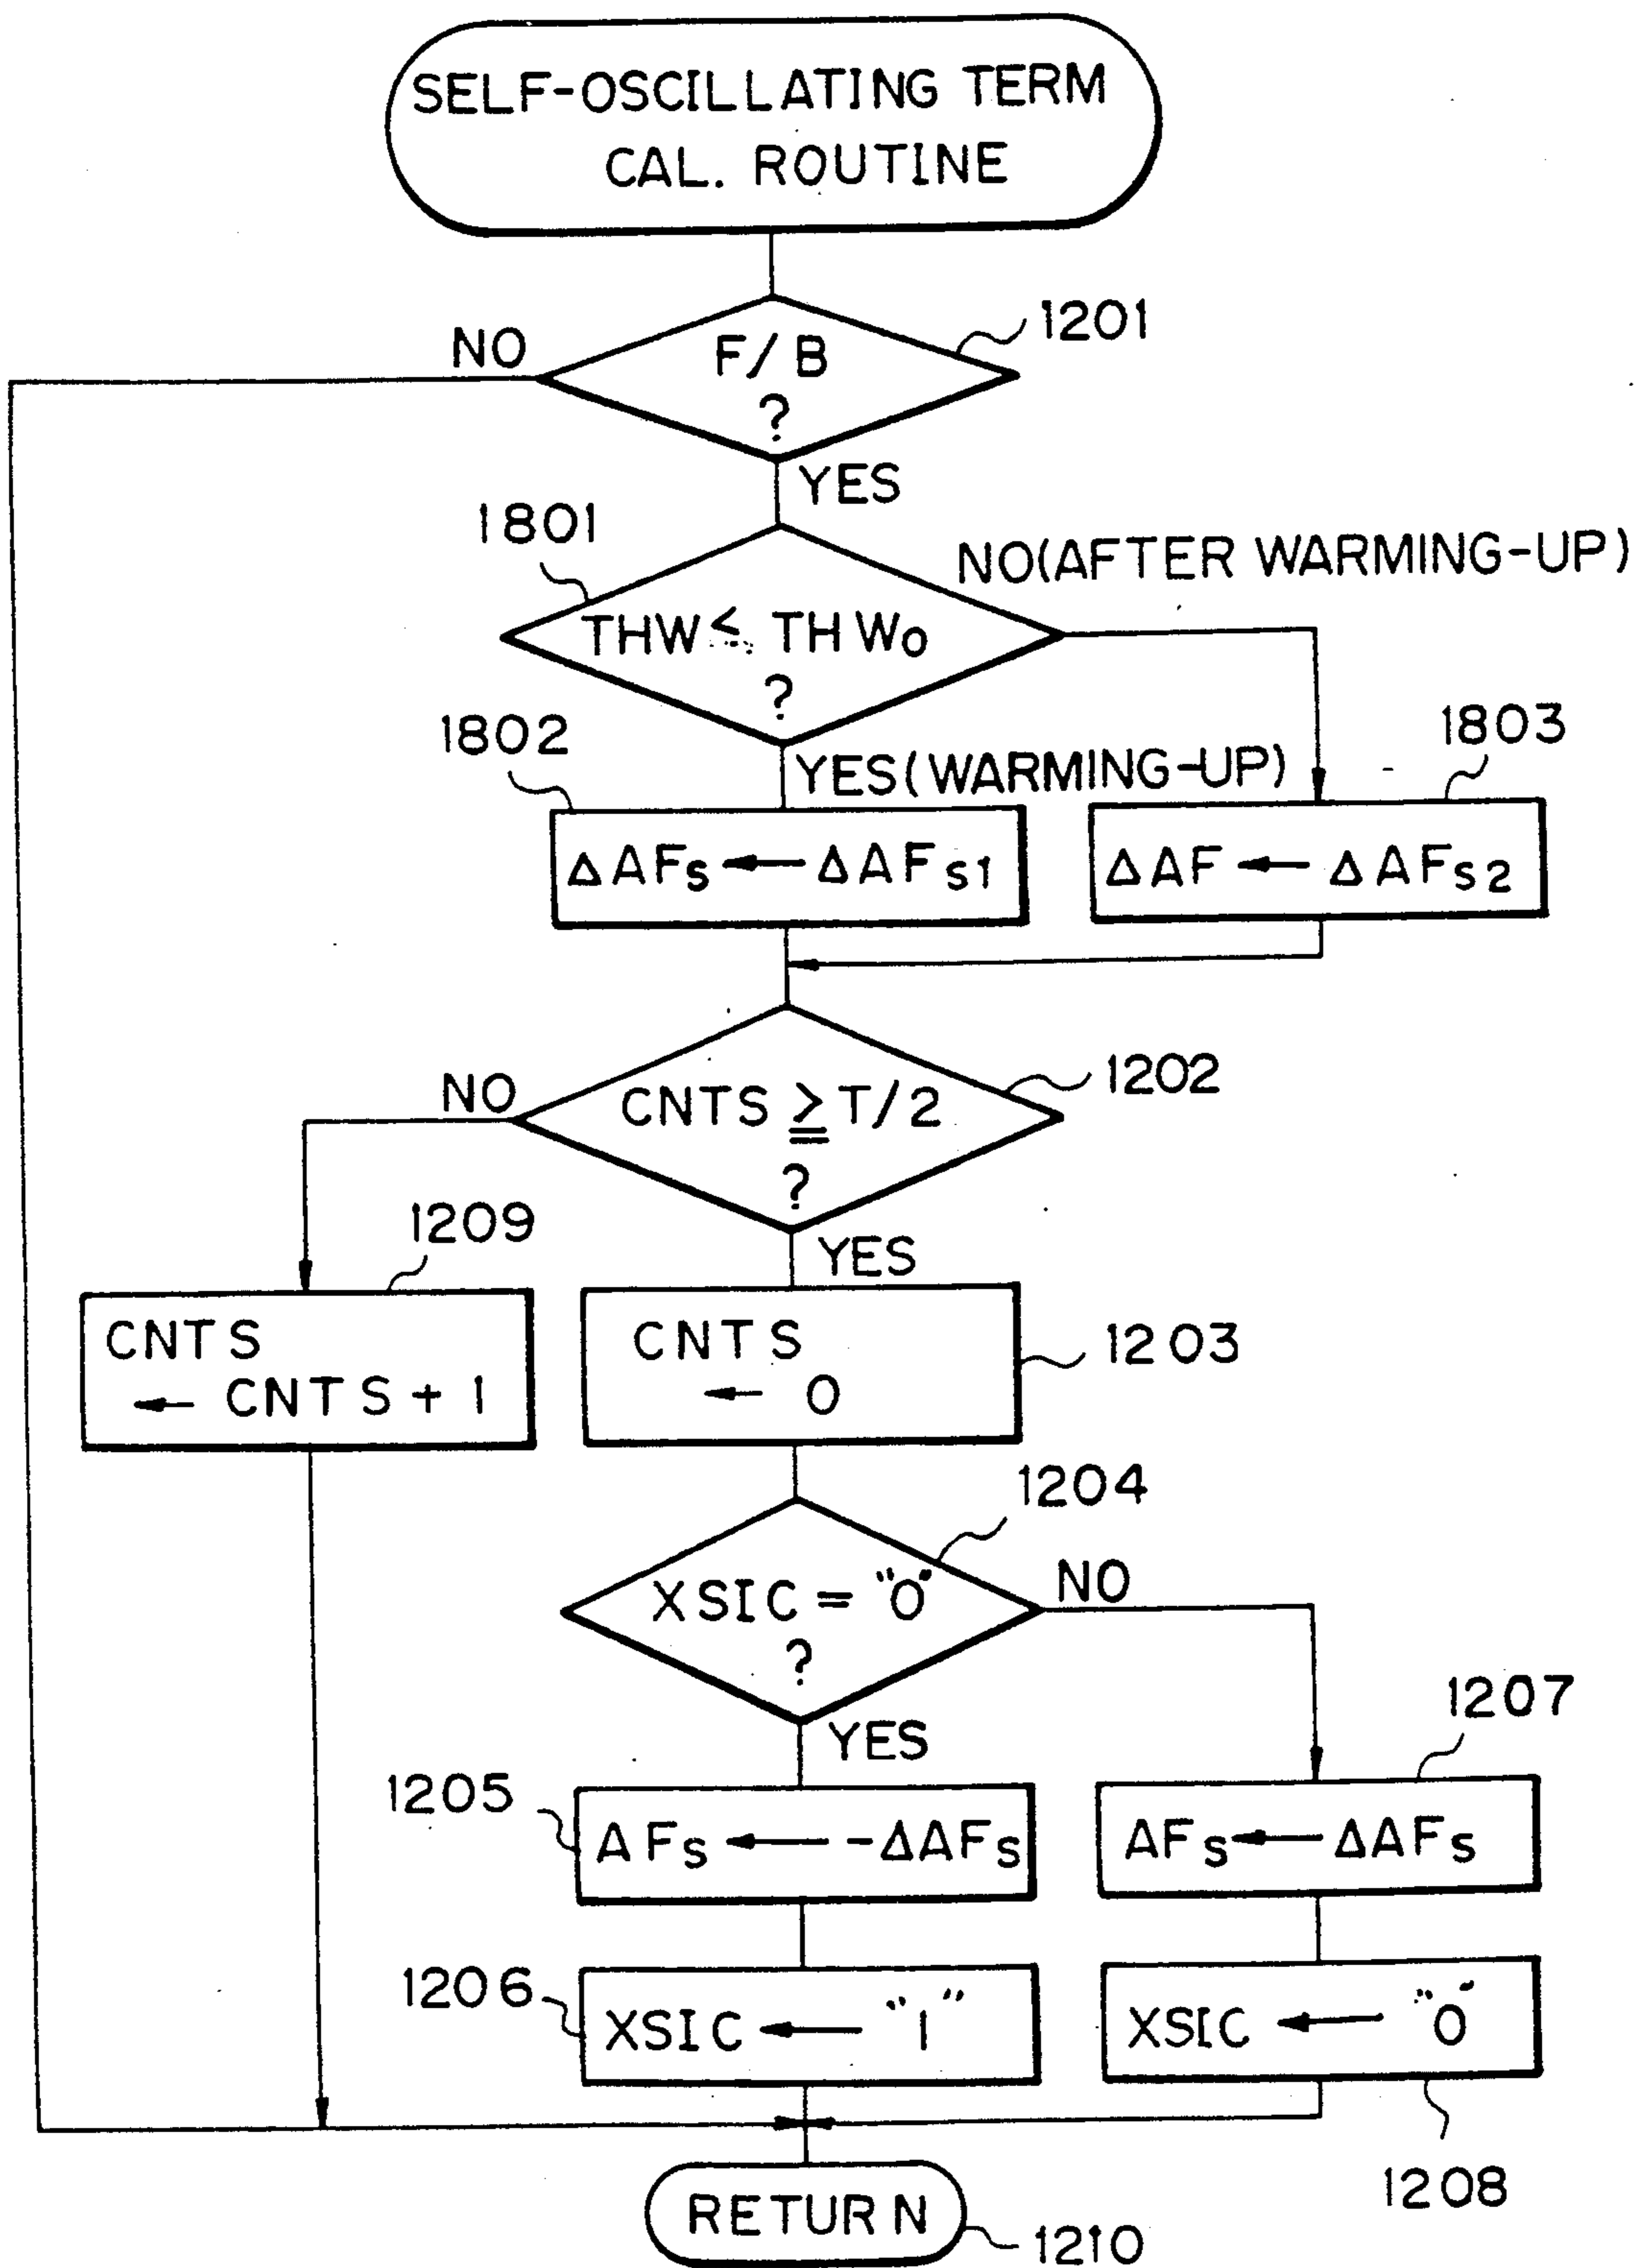 SELF-OSCILLATING TERM
CAL. ROUTINE
1201
NO
F/B
?
YES
1801
NO(AFTER WARMING-UP)
THW ≤ THW0
?
1802
1803
YES(WARMING-UP)
ΔAFS ← ΔAFS1
ΔAF ← ΔAFS2
1202
NO
CNTS ≧ T/2
?
1209
YES
CNTS
← CNTS + 1
CNTS
← 0
1203
1204
XSIC = "0"
?
NO
1207
YES
1205
AFS ← -ΔAFS
AFS ← ΔAFS
1206
XSIC ← "1"
XSIC ← "0"
1208
RETURN
1210